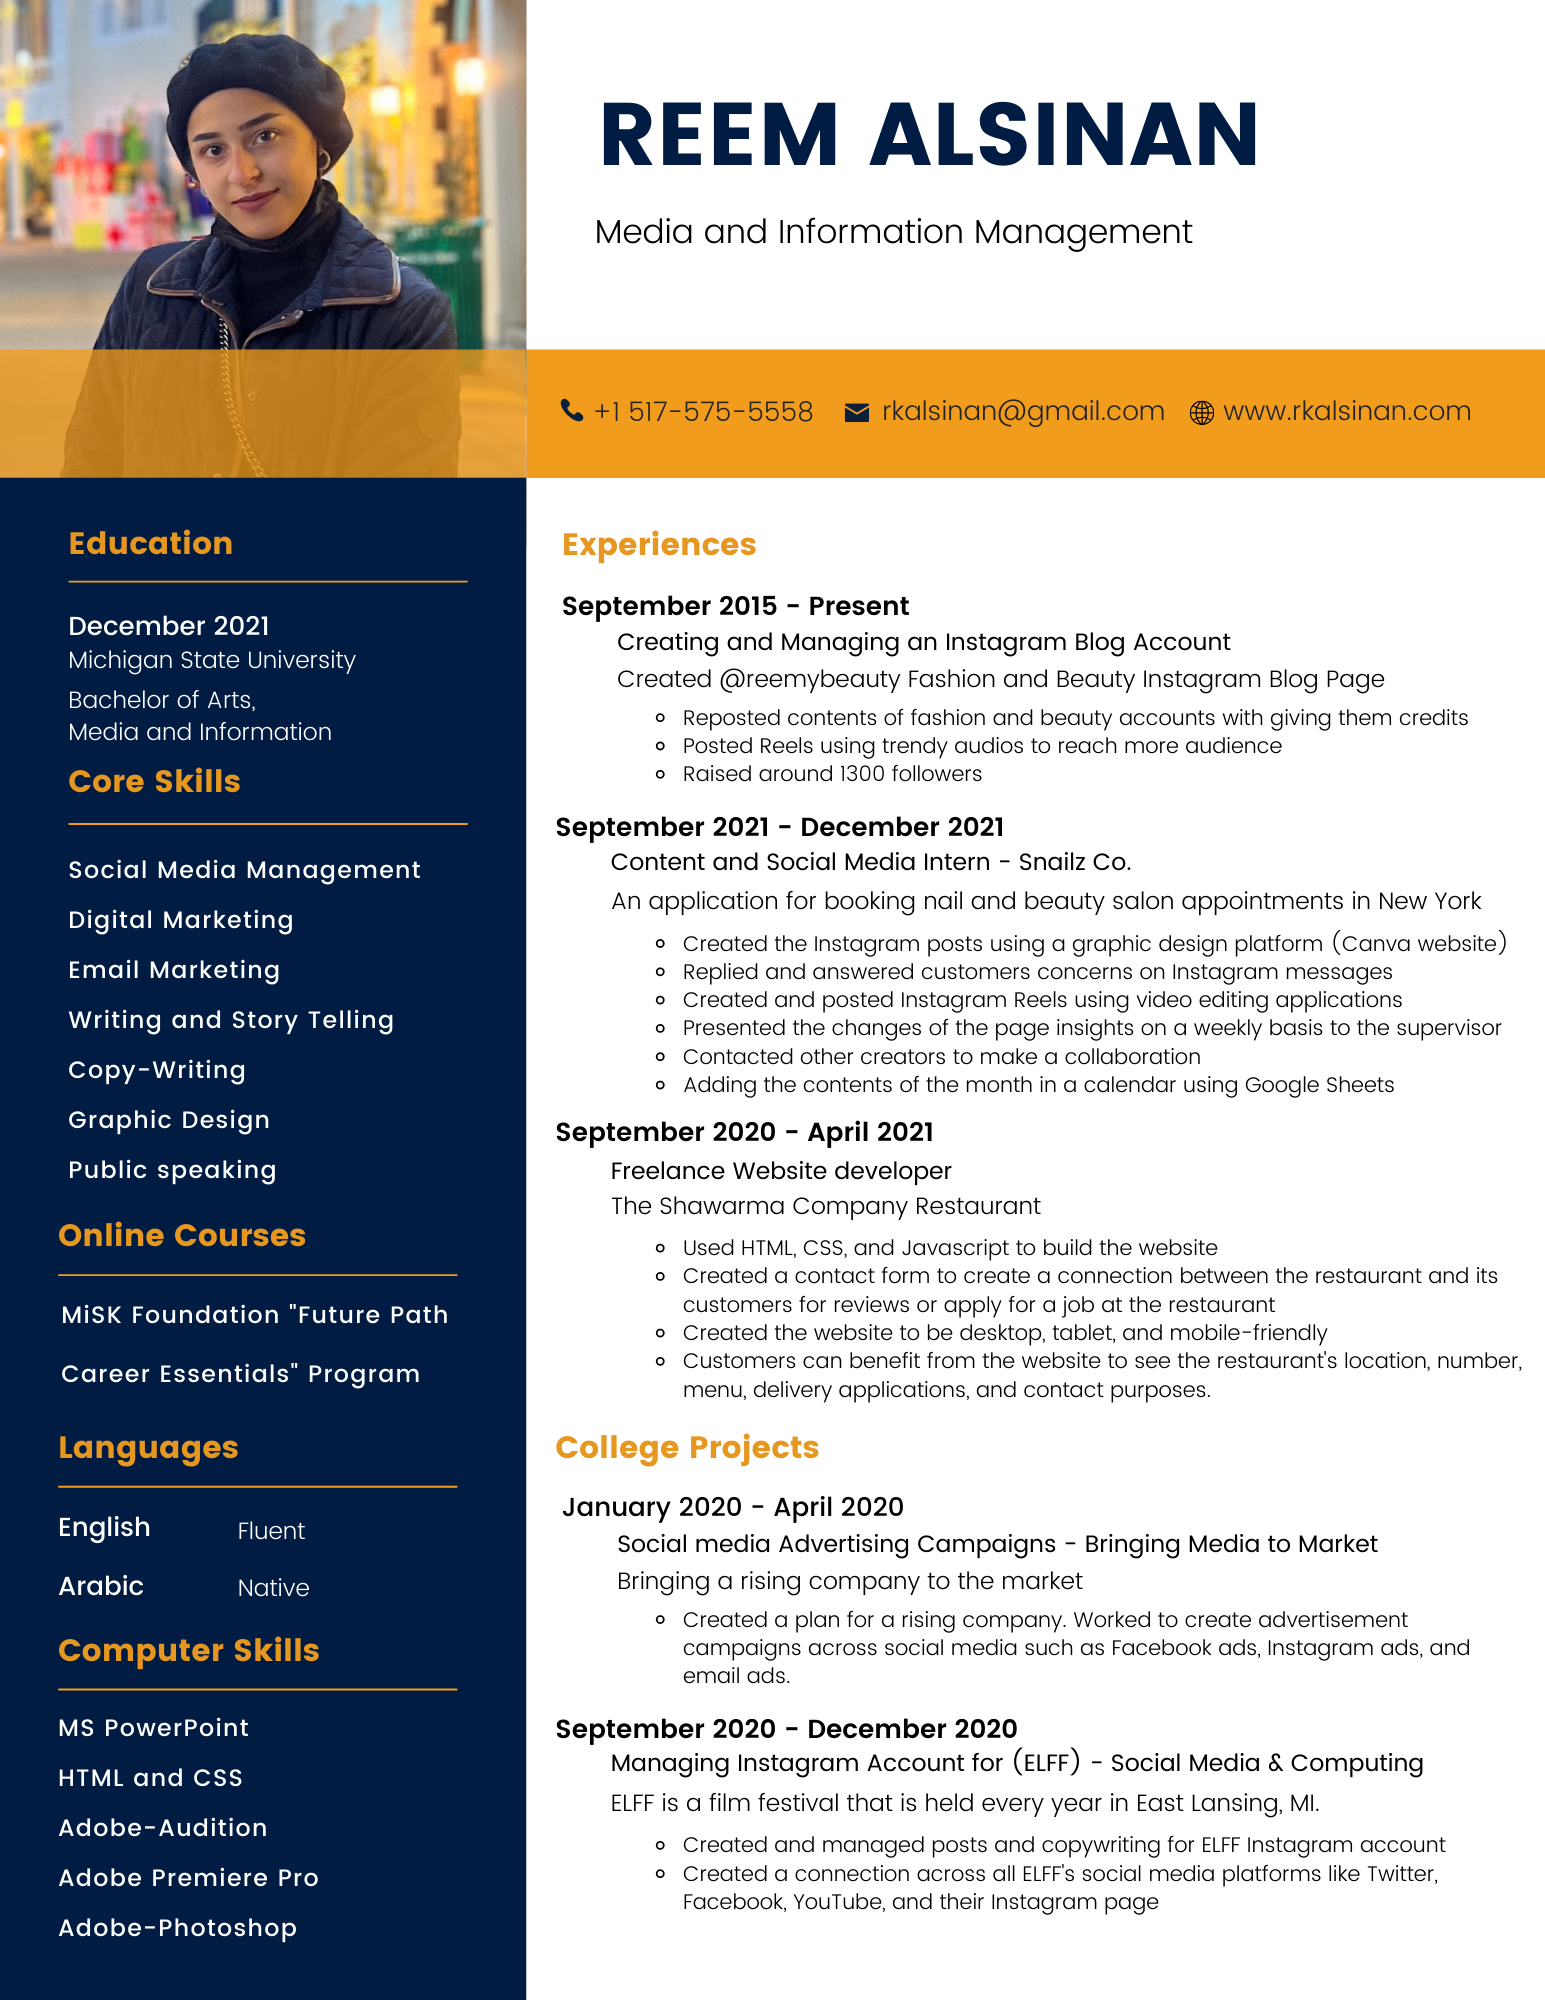 REEM ALSINAN
Media and Information Management
+1 517-575-5558
rkalsinan@gmail.com
www.rkalsinan.com
Education
December 2021
Michigan State University
Bachelor of Arts,
Media and Information
Core Skills
Social Media Management
Digital Marketing
Email Marketing
Writing and Story Telling
Copy-Writing
Graphic Design
Public speaking
Online Courses
MiSK Foundation "Future Path
Career Essentials" Program
Languages
English Fluent
Arabic Native
Computer Skills
MS PowerPoint
HTML and CSS
Adobe-Audition
Adobe Premiere Pro
Adobe-Photoshop
Experiences
September 2015 - Present
Creating and Managing an Instagram Blog Account
Created @reemybeauty Fashion and Beauty Instagram Blog Page
Reposted contents of fashion and beauty accounts with giving them credits
Posted Reels using trendy audios to reach more audience
Raised around 1300 followers
September 2021 - December 2021
Content and Social Media Intern - Snailz Co.
An application for booking nail and beauty salon appointments in New York
Created the Instagram posts using a graphic design platform (Canva website)
Replied and answered customers concerns on Instagram messages
Created and posted Instagram Reels using video editing applications
Presented the changes of the page insights on a weekly basis to the supervisor
Contacted other creators to make a collaboration
Adding the contents of the month in a calendar using Google Sheets
September 2020 - April 2021
Freelance Website developer
The Shawarma Company Restaurant
Used HTML, CSS, and Javascript to build the website
Created a contact form to create a connection between the restaurant and its
customers for reviews or apply for a job at the restaurant
Created the website to be desktop, tablet, and mobile-friendly
Customers can benefit from the website to see the restaurant's location, number,
menu, delivery applications, and contact purposes.
College Projects
January 2020 - April 2020
Social media Advertising Campaigns - Bringing Media to Market
Bringing a rising company to the market
Created a plan for a rising company. Worked to create advertisement
campaigns across social media such as Facebook ads, Instagram ads, and
email ads.
September 2020 - December 2020
Managing Instagram Account for (ELFF) - Social Media & Computing
ELFF is a film festival that is held every year in East Lansing, MI.
Created and managed posts and copywriting for ELFF Instagram account
Created a connection across all ELFF's social media platforms like Twitter,
Facebook, YouTube, and their Instagram page